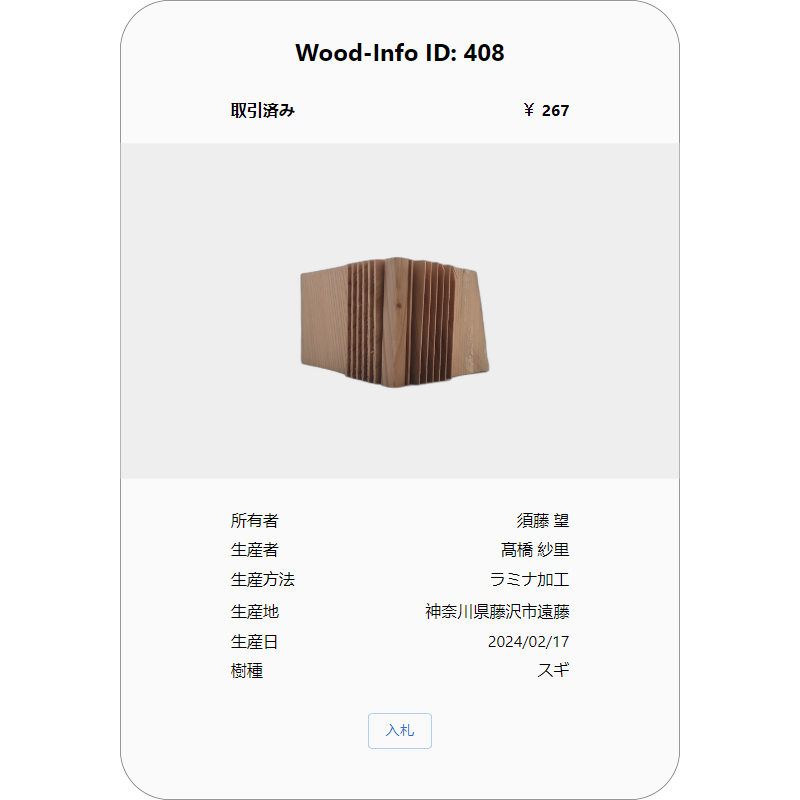 Wood-Info ID: 408
取引済み ¥ 267
所有者 須藤 望
生産者 髙橋 紗里
生産方法 ラミナ加工
生産地 神奈川県藤沢市遠藤
生産日 2024/02/17
樹種 スギ
入札